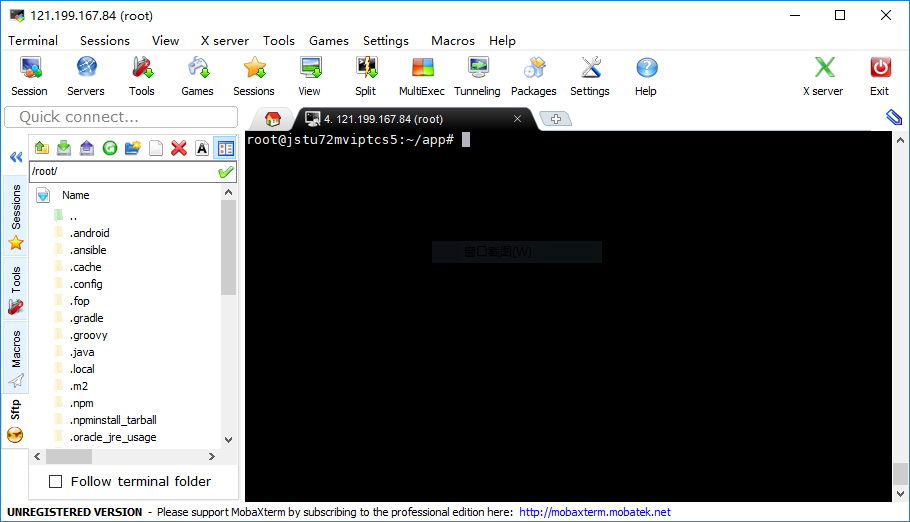 121.199.167.84 (root)
Terminal Sessions View X server Tools Games Settings Macros Help
Session Servers Tools Games Sessions View Split MultiExec Tunneling Packages Settings Help X server Exit
Quick connect...
4. 121.199.167.84 (root)
/root/
Name
..
.android
.ansible
.cache
.config
.fop
.gradle
.groovy
.java
.local
.m2
.npm
.npminstall_tarball
.oracle_jre_usage
Follow terminal folder
Sessions
Tools
Macros
Sftp
root@jstu72mviptcs5:~/app#
窗口截图(W)
UNREGISTERED VERSION - Please support MobaXterm by subscribing to the professional edition here: http://mobaxterm.mobatek.net